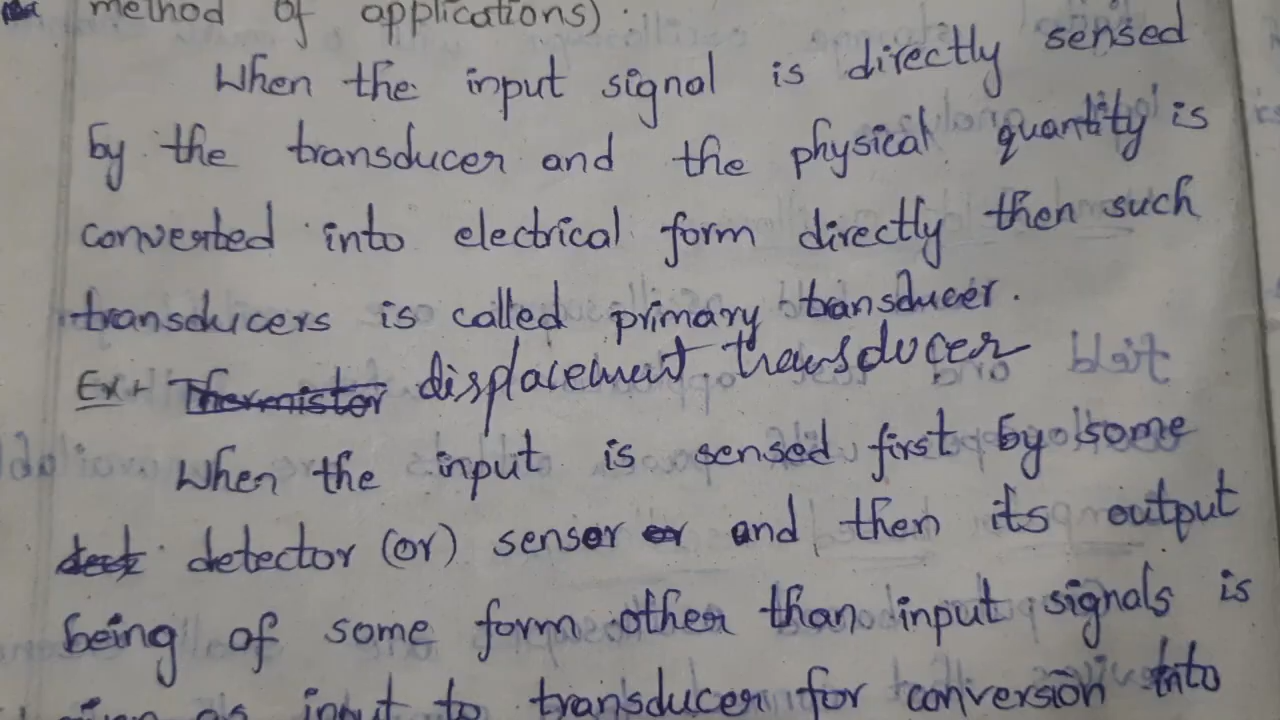 method of applications).
When the input signal is directly sensed
by the transducer and the physical quantity is
converted into electrical form directly then such
transducers is called primary transducer.
Ex:- Thermistor displacement transducer
When the input is sensed first by some
detector (or) sensor or and then its output
being of some form other than input signals is
given as input to transducer for conversion into